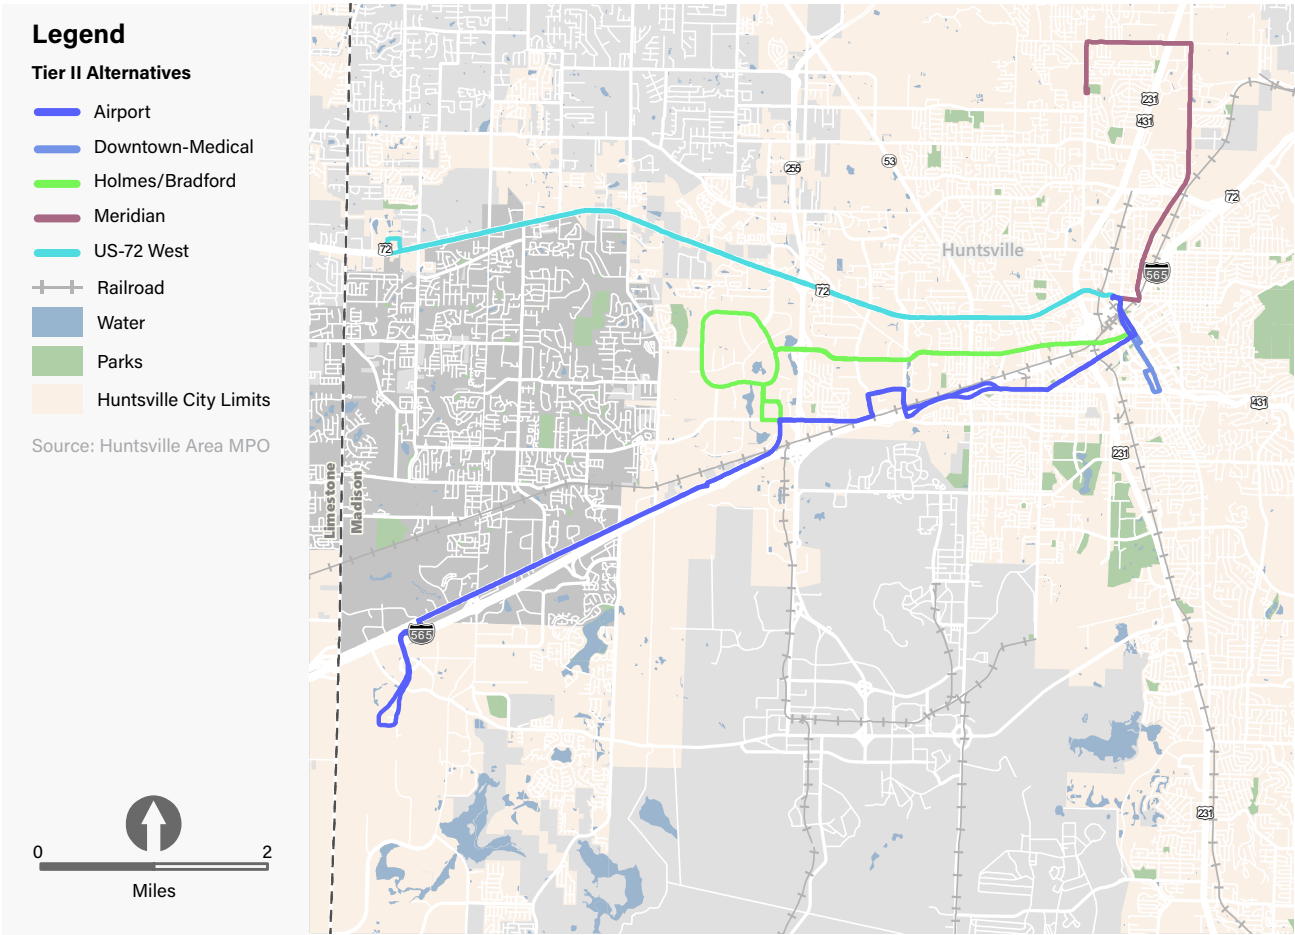 Legend
Tier II Alternatives
Airport
Downtown-Medical
Holmes/Bradford
Meridian
US-72 West
Railroad
Water
Parks
Huntsville City Limits
Source: Huntsville Area MPO
0 2
Miles
231
431
255
53
72
72
Huntsville
565
72
431
231
Limestone
Madison
565
231